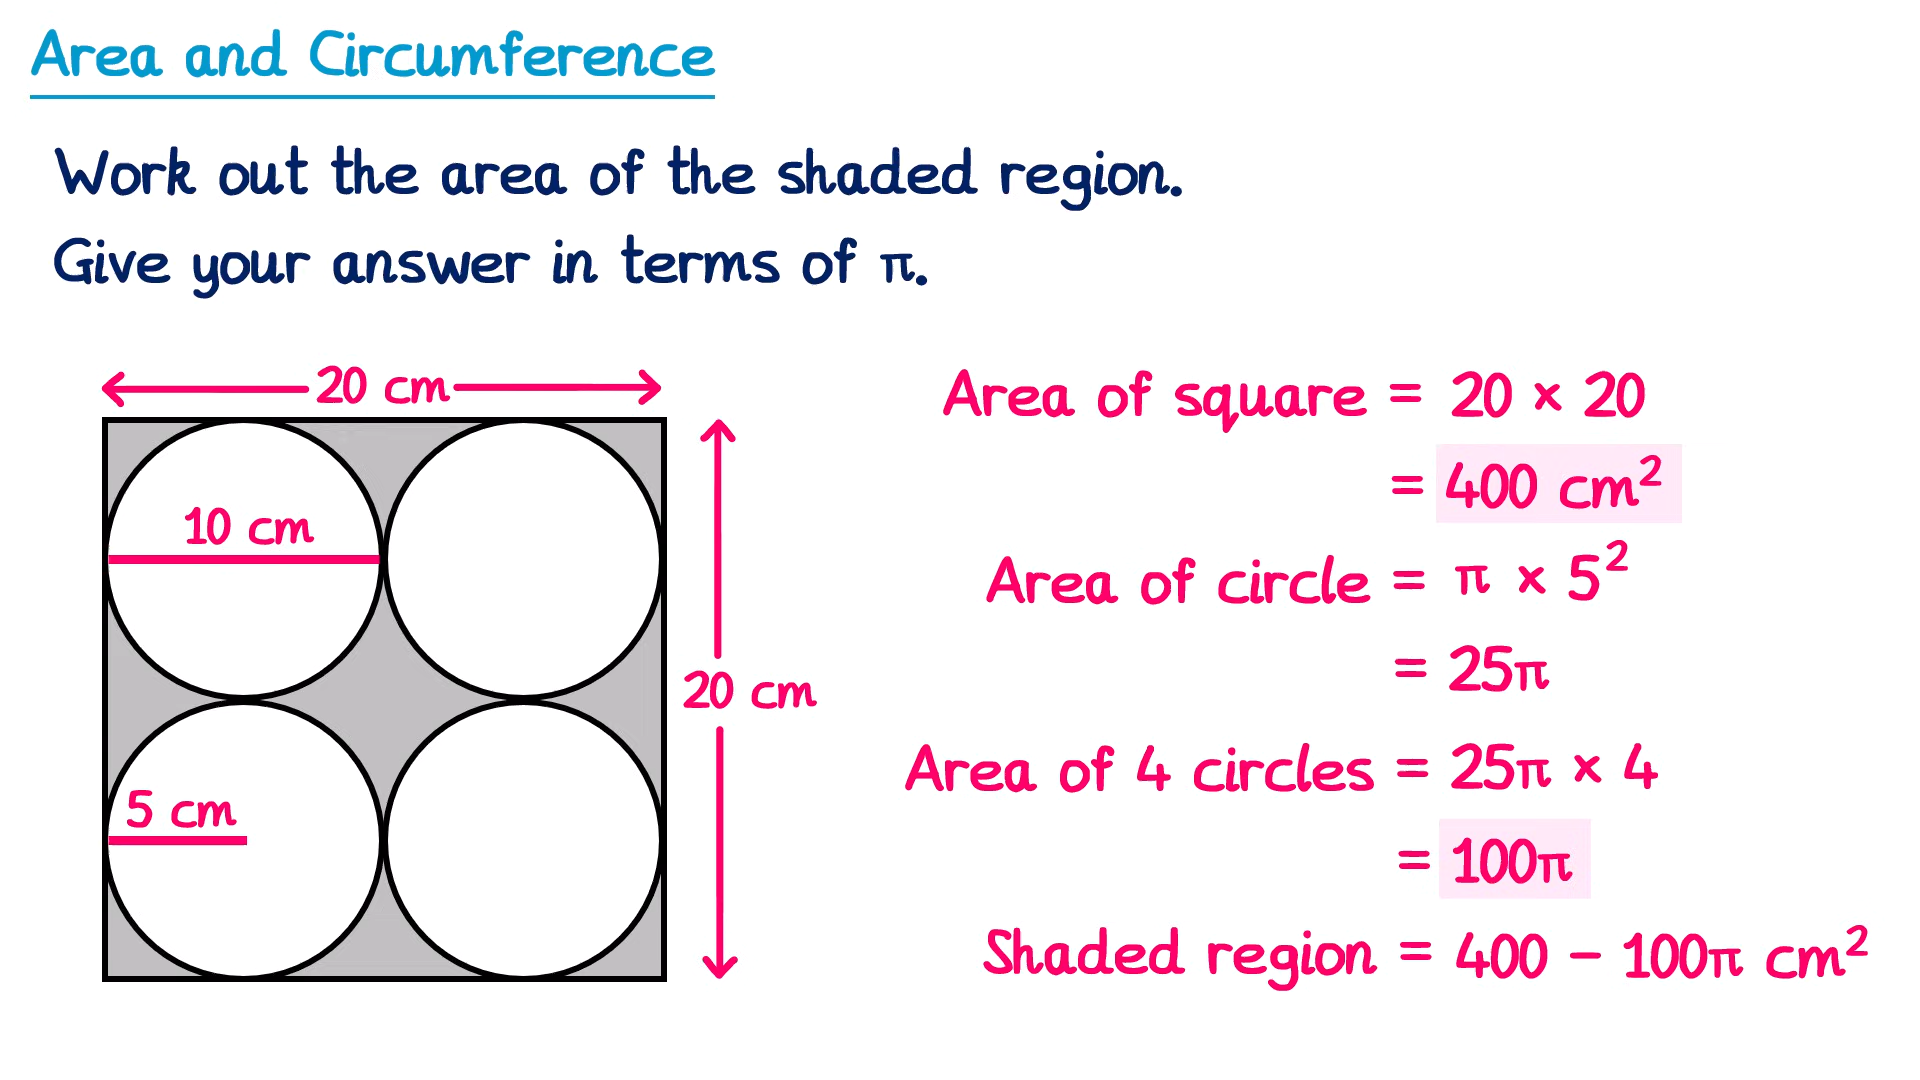 Area and Circumference
Work out the area of the shaded region.
Give your answer in terms of π.
20 cm
10 cm
20 cm
5 cm
Area of square = 20 × 20
= 400 cm²
Area of circle = π × 5²
= 25π
Area of 4 circles = 25π × 4
= 100π
Shaded region = 400 – 100π cm²